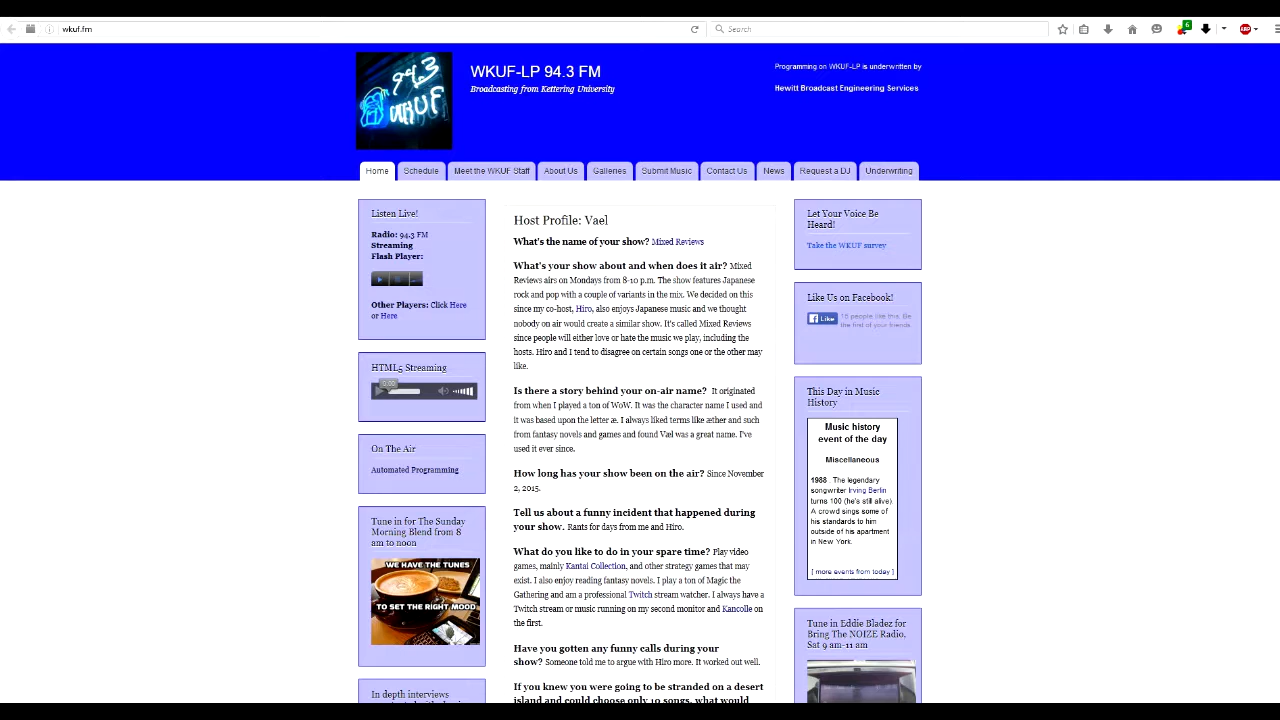 wkuf.fm
Search
6
ABP
94.3
WKUF
WKUF-LP 94.3 FM
Broadcasting from Kettering University
Programming on WKUF-LP is underwritten by
Hewitt Broadcast Engineering Services
Home
Schedule
Meet the WKUF Staff
About Us
Galleries
Submit Music
Contact Us
News
Request a DJ
Underwriting
Listen Live!
Radio: 94.3 FM
Streaming
Flash Player:
Other Players: Click Here
or Here
HTML5 Streaming
0:00
On The Air
Automated Programming
Tune in for The Sunday
Morning Blend from 8
am to noon
WE HAVE THE TUNES
TO SET THE RIGHT MOOD
In depth interviews
Host Profile: Vael
What's the name of your show? Mixed Reviews
What's your show about and when does it air? Mixed
Reviews airs on Mondays from 8-10 p.m. The show features Japanese
rock and pop with a couple of variants in the mix. We decided on this
since my co-host, Hiro, also enjoys Japanese music and we thought
nobody on air would create a similar show. It's called Mixed Reviews
since people will either love or hate the music we play, including the
hosts. Hiro and I tend to disagree on certain songs one or the other may
like.
Is there a story behind your on-air name? It originated
from when I played a ton of WoW. It was the character name I used and
it was based upon the letter æ. I always liked terms like æther and such
from fantasy novels and games and found Væl was a great name. I've
used it ever since.
How long has your show been on the air? Since November
2, 2015.
Tell us about a funny incident that happened during
your show. Rants for days from me and Hiro.
What do you like to do in your spare time? Play video
games, mainly Kantai Collection, and other strategy games that may
exist. I also enjoy reading fantasy novels. I play a ton of Magic the
Gathering and am a professional Twitch stream watcher. I always have a
Twitch stream or music running on my second monitor and Kancolle on
the first.
Have you gotten any funny calls during your
show? Someone told me to argue with Hiro more. It worked out well.
If you knew you were going to be stranded on a desert
island and could choose only 10 songs, what would
Let Your Voice Be
Heard!
Take the WKUF survey
Like Us on Facebook!
Like
15 people like this. Be
the first of your friends.
This Day in Music
History
Music history
event of the day
Miscellaneous
1988 . The legendary
songwriter Irving Berlin
turns 100 (he's still alive).
A crowd sings some of
his standards to him
outside of his apartment
in New York.
[ more events from today ]
Tune in Eddie Bladez for
Bring The NOIZE Radio,
Sat 9 am-11 am